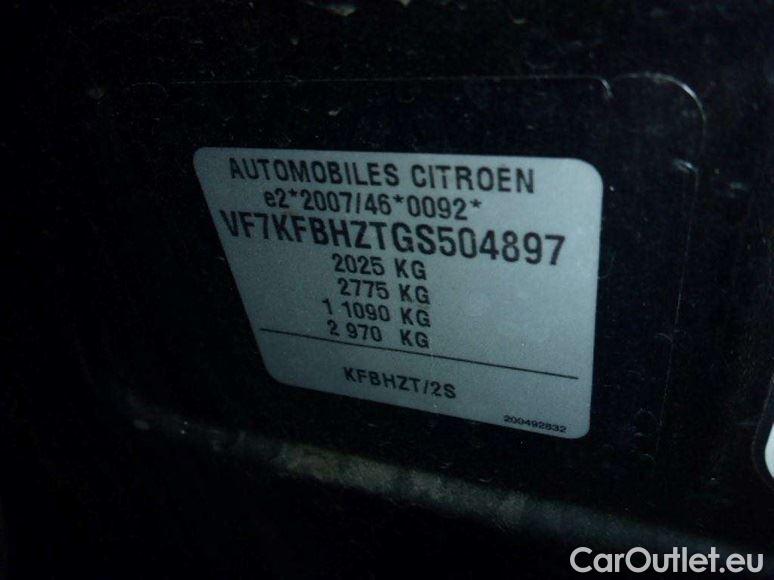 AUTOMOBILES CITROEN
e2*2007/46*0092*
VF7KFBHZTGS504897
2025 KG
2775 KG
1 1090 KG
2 970 KG
KFBHZT/2S
200492832
CarOutlet.eu